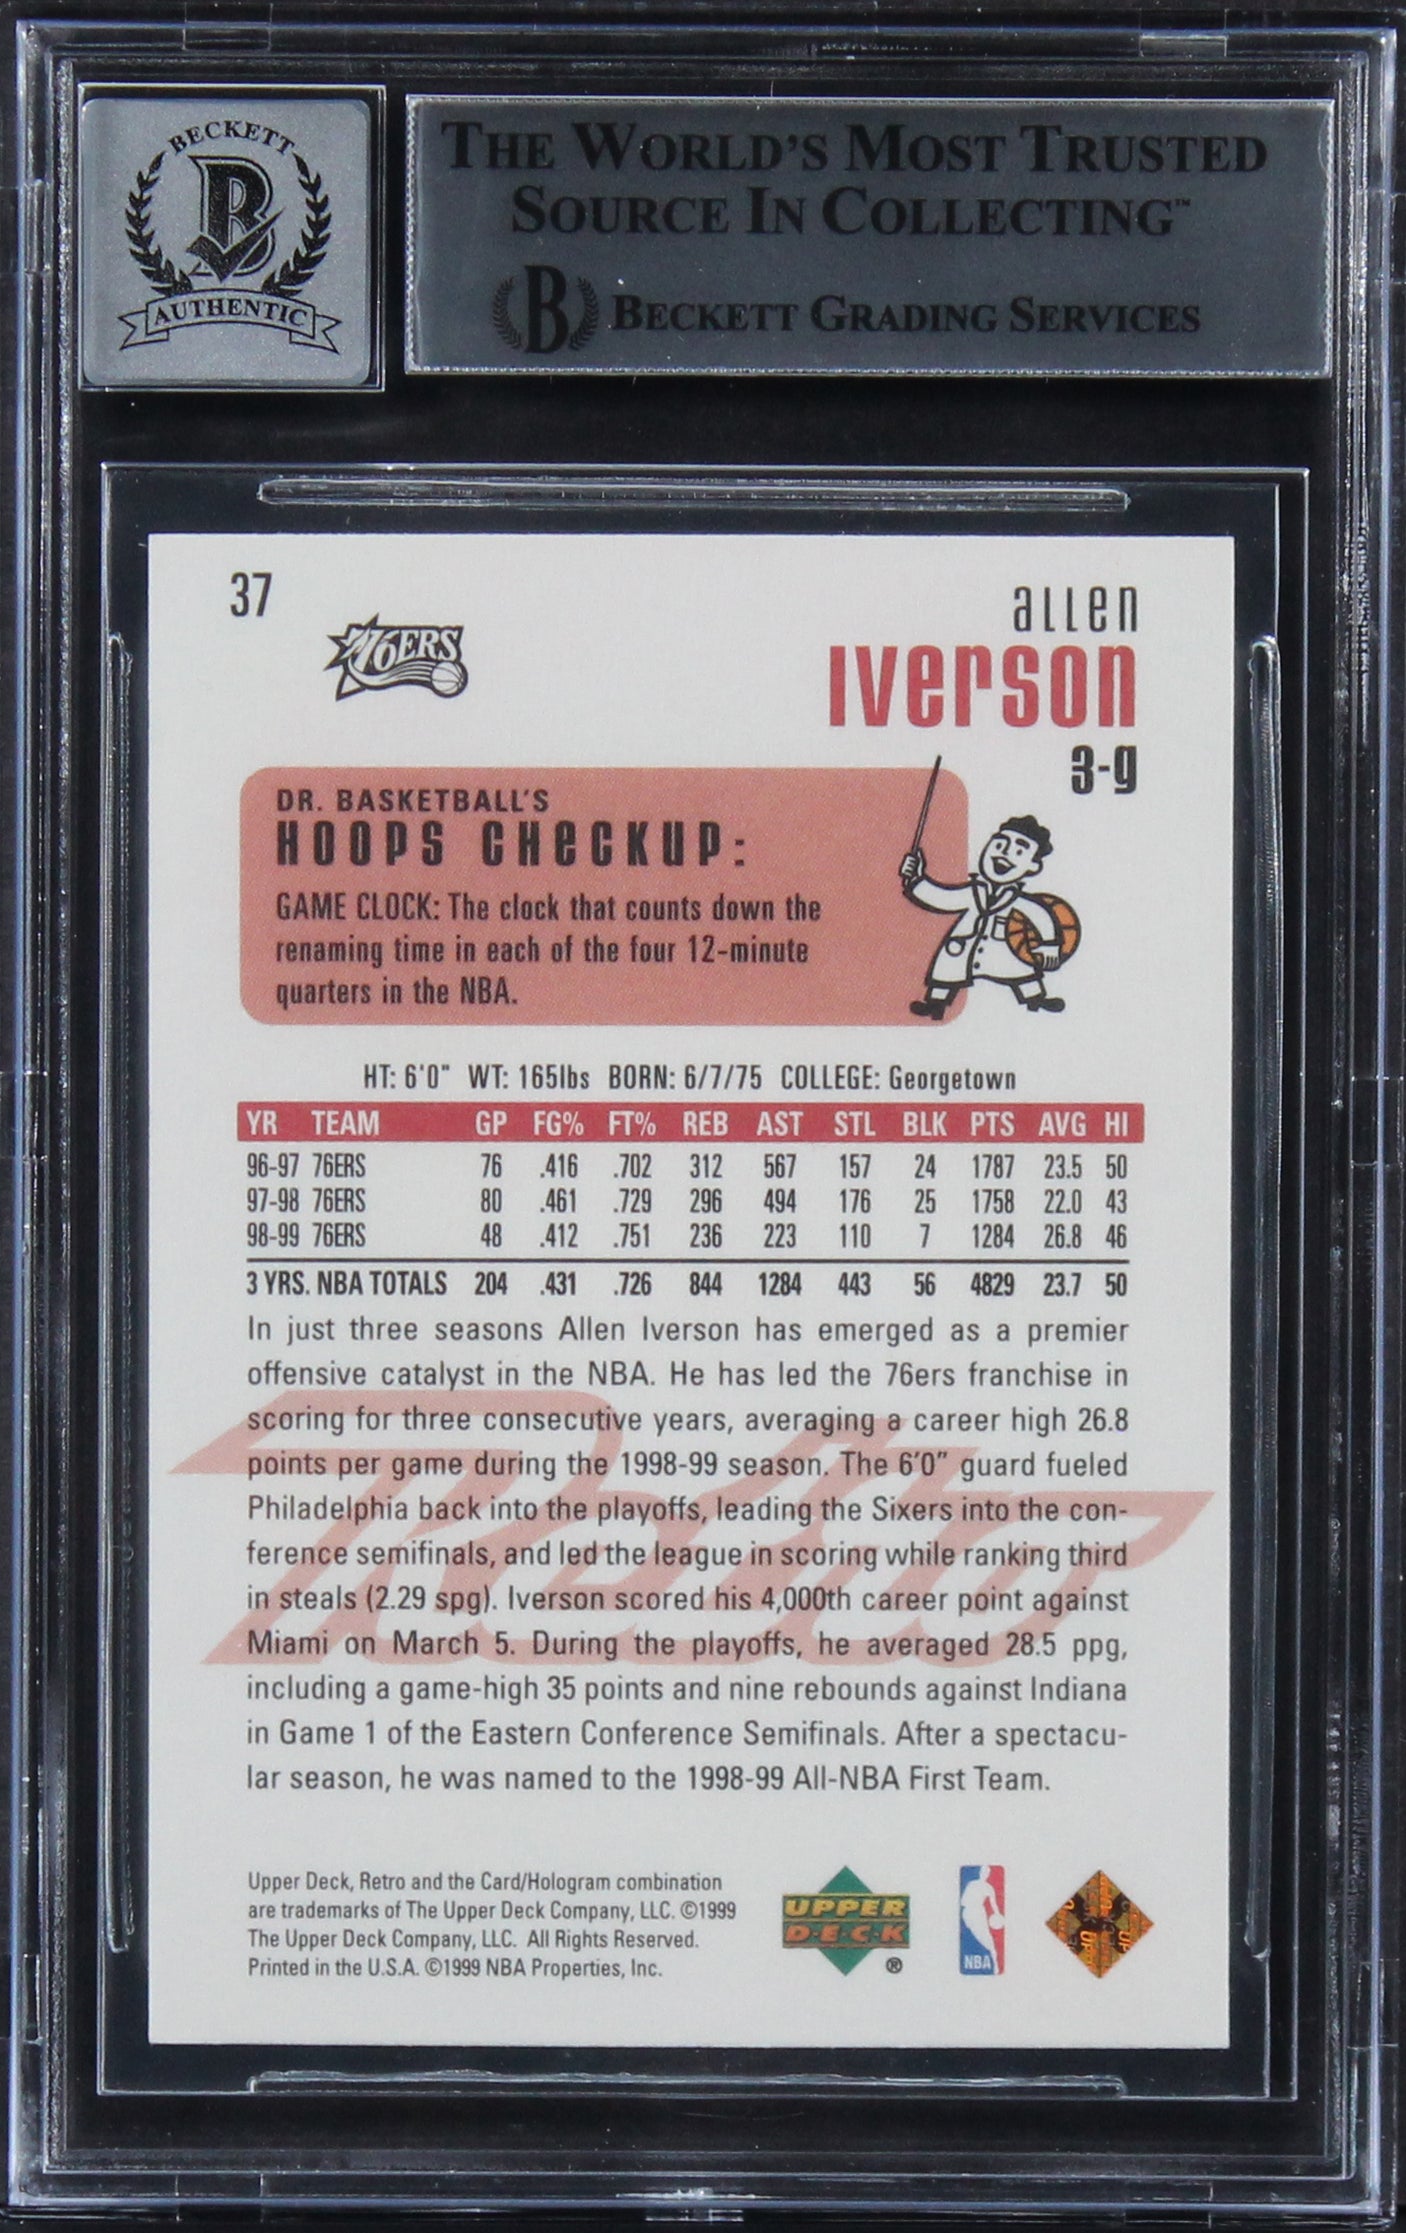 BECKETT
B
AUTHENTIC
THE WORLD'S MOST TRUSTED
SOURCE IN COLLECTING™
B BECKETT GRADING SERVICES
37
76ERS
allen
Iverson
3-g
DR. BASKETBALL'S
HOOPS CHECKUP:
GAME CLOCK: The clock that counts down the
renaming time in each of the four 12-minute
quarters in the NBA.
HT: 6'0" WT: 165lbs BORN: 6/7/75 COLLEGE: Georgetown
YR TEAM GP FG% FT% REB AST STL BLK PTS AVG HI
96-97 76ERS 76 .416 .702 312 567 157 24 1787 23.5 50
97-98 76ERS 80 .461 .729 296 494 176 25 1758 22.0 43
98-99 76ERS 48 .412 .751 236 223 110 7 1284 26.8 46
3 YRS. NBA TOTALS 204 .431 .726 844 1284 443 56 4829 23.7 50
In just three seasons Allen Iverson has emerged as a premier
offensive catalyst in the NBA. He has led the 76ers franchise in
scoring for three consecutive years, averaging a career high 26.8
points per game during the 1998-99 season. The 6'0" guard fueled
Philadelphia back into the playoffs, leading the Sixers into the con-
ference semifinals, and led the league in scoring while ranking third
in steals (2.29 spg). Iverson scored his 4,000th career point against
Miami on March 5. During the playoffs, he averaged 28.5 ppg,
including a game-high 35 points and nine rebounds against Indiana
in Game 1 of the Eastern Conference Semifinals. After a spectacu-
lar season, he was named to the 1998-99 All-NBA First Team.
Retro
Upper Deck, Retro and the Card/Hologram combination
are trademarks of The Upper Deck Company, LLC. ©1999
The Upper Deck Company, LLC. All Rights Reserved.
Printed in the U.S.A. ©1999 NBA Properties, Inc.
UPPER
DECK
®
NBA